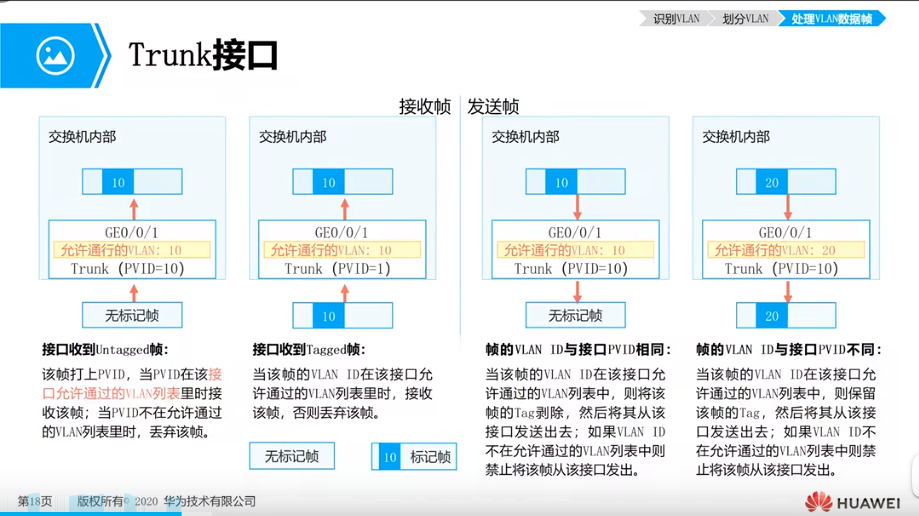 识别VLAN
划分VLAN
处理VLAN数据帧
Trunk接口
接收帧
发送帧
交换机内部
10
GE0/0/1
允许通行的VLAN: 10
Trunk (PVID=10)
无标记帧
接口收到Untagged帧:
该帧打上PVID，当PVID在该接
口允许通过的VLAN列表里时接
收该帧；当PVID不在允许通过
的VLAN列表里时，丢弃该帧。
交换机内部
10
GE0/0/1
允许通行的VLAN: 10
Trunk (PVID=1)
10
接口收到Tagged帧:
当该帧的VLAN ID在该接口允
许通过的VLAN列表里时，接收
该帧，否则丢弃该帧。
无标记帧
10 标记帧
交换机内部
10
GE0/0/1
允许通行的VLAN: 10
Trunk (PVID=10)
无标记帧
帧的VLAN ID与接口PVID相同:
当该帧的VLAN ID在该接口允
许通过的VLAN列表中，则将该
帧的Tag剥除，然后将其从该
接口发送出去；如果VLAN ID
不在允许通过的VLAN列表中则
禁止将该帧从该接口发出。
交换机内部
20
GE0/0/1
允许通行的VLAN: 20
Trunk (PVID=10)
20
帧的VLAN ID与接口PVID不同:
当该帧的VLAN ID在该接口允
许通过的VLAN列表中，则保留
该帧的Tag，然后将其从该接
口发送出去；如果VLAN ID不
在允许通过的VLAN列表中则禁
止将该帧从该接口发出。
第18页
版权所有© 2020 华为技术有限公司
HUAWEI